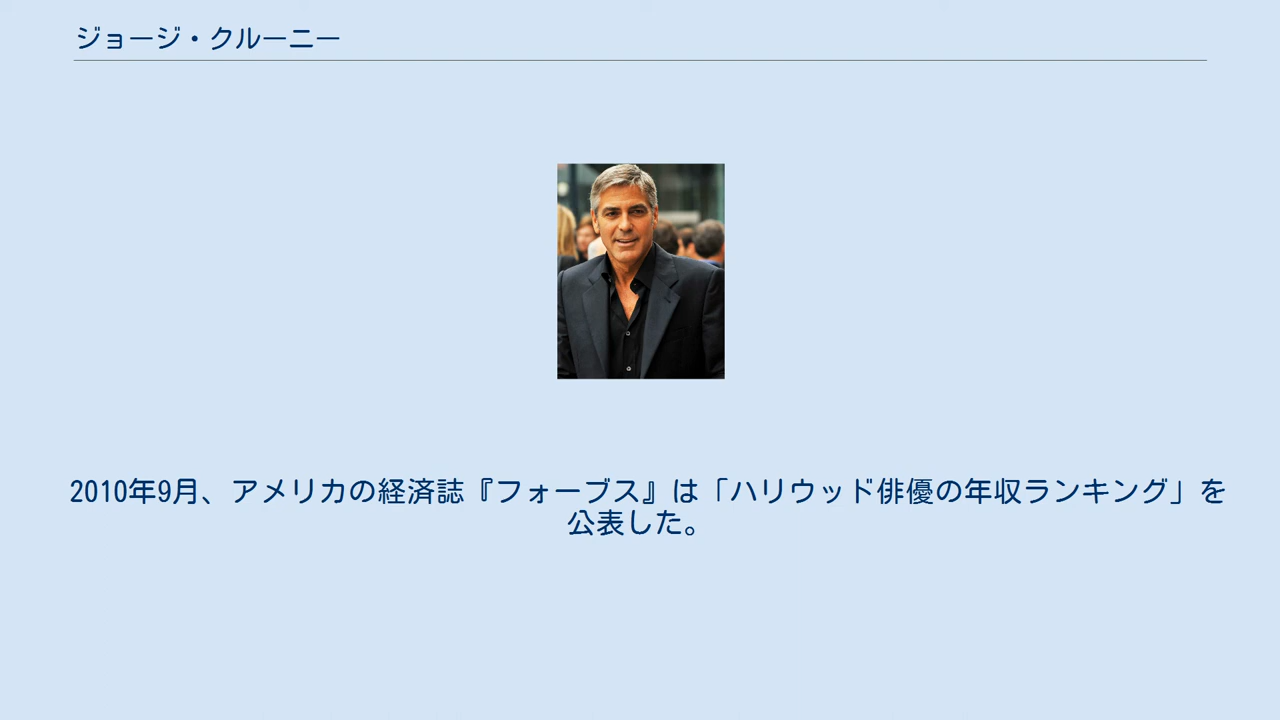 ジョージ・クルーニー
2010年9月、アメリカの経済誌『フォーブス』は「ハリウッド俳優の年収ランキング」を
公表した。